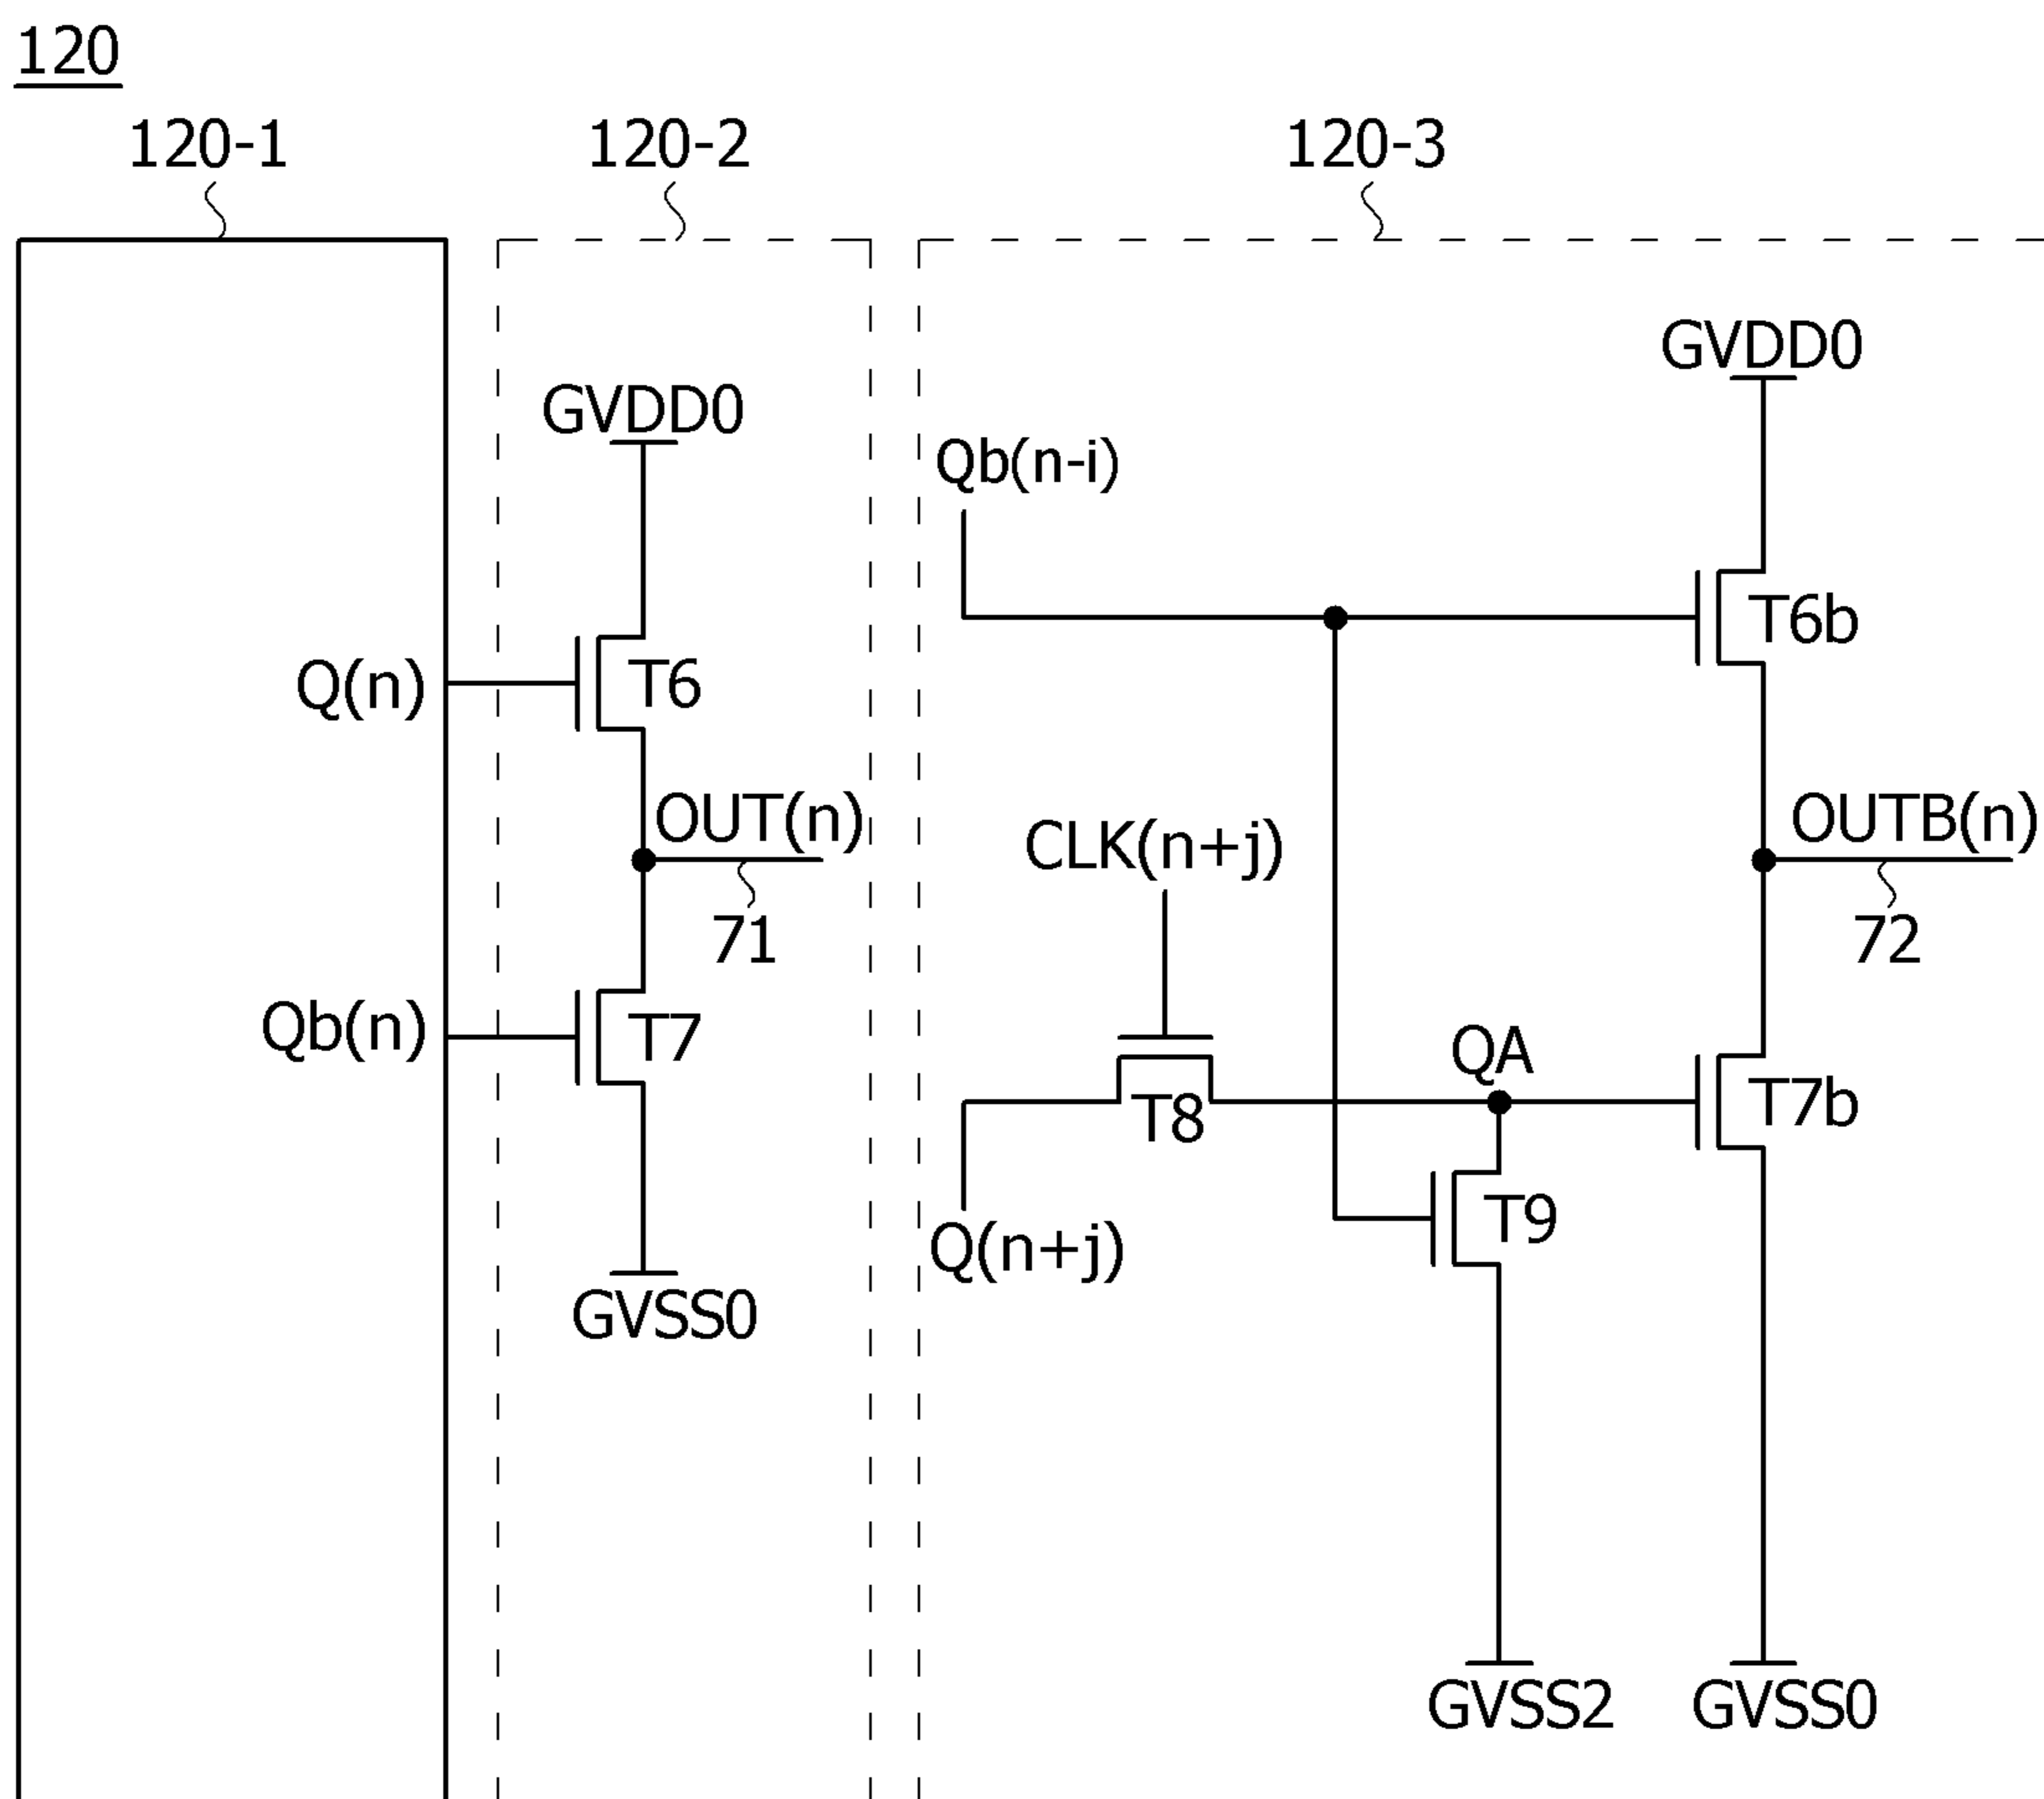 120
120-1
120-2
120-3
GVDD0
GVDD0
Qb(n-i)
T6b
Q(n)
T6
OUT(n)
OUTB(n)
CLK(n+j)
71
72
Qb(n)
T7
QA
T8
T7b
T9
Q(n+j)
GVSS0
GVSS2
GVSS0